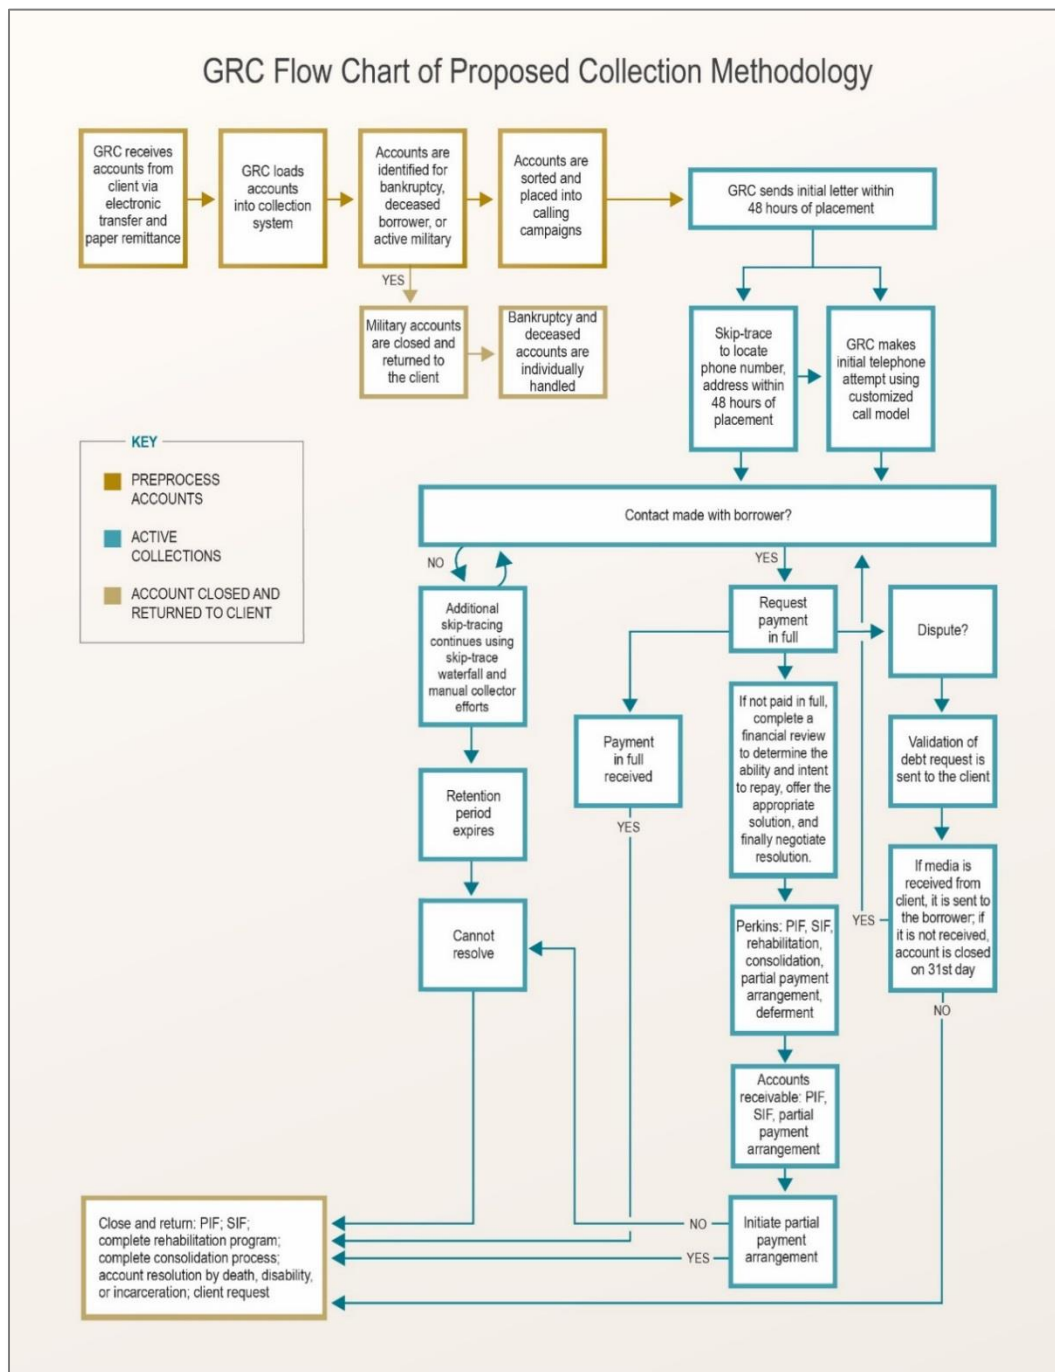 GRC Flow Chart of Proposed Collection Methodology
GRC receives
accounts from
client via
electronic
transfer and
paper remittance
GRC loads
accounts
into collection
system
Accounts are
identified for
bankruptcy,
deceased
borrower, or
active military
Accounts are
sorted and
placed into
calling
campaigns
GRC sends initial letter within
48 hours of placement
YES
Military accounts
are closed and
returned to
the client
Bankruptcy and
deceased
accounts are
individually
handled
Skip-trace
to locate
phone number,
address within
48 hours of
placement
GRC makes
initial telephone
attempt using
customized
call model
KEY
PREPROCESS
ACCOUNTS
ACTIVE
COLLECTIONS
ACCOUNT CLOSED AND
RETURNED TO CLIENT
Contact made with borrower?
NO
YES
Additional
skip-tracing
continues using
skip-trace
waterfall and
manual collector
efforts
Request
payment
in full
Dispute?
Payment
in full
received
If not paid in full,
complete a
financial review
to determine the
ability and intent
to repay, offer the
appropriate
solution, and
finally negotiate
resolution.
Validation of
debt request is
sent to the client
Retention
period
expires
YES
If media is
received from
client, it is sent to
the borrower; if
it is not received,
account is closed
on 31st day
YES
NO
Cannot
resolve
Perkins: PIF, SIF,
rehabilitation,
consolidation,
partial payment
arrangement,
deferment
Accounts
receivable: PIF,
SIF, partial
payment
arrangement
Initiate partial
payment
arrangement
NO
YES
Close and return: PIF; SIF;
complete rehabilitation program;
complete consolidation process;
account resolution by death, disability,
or incarceration; client request